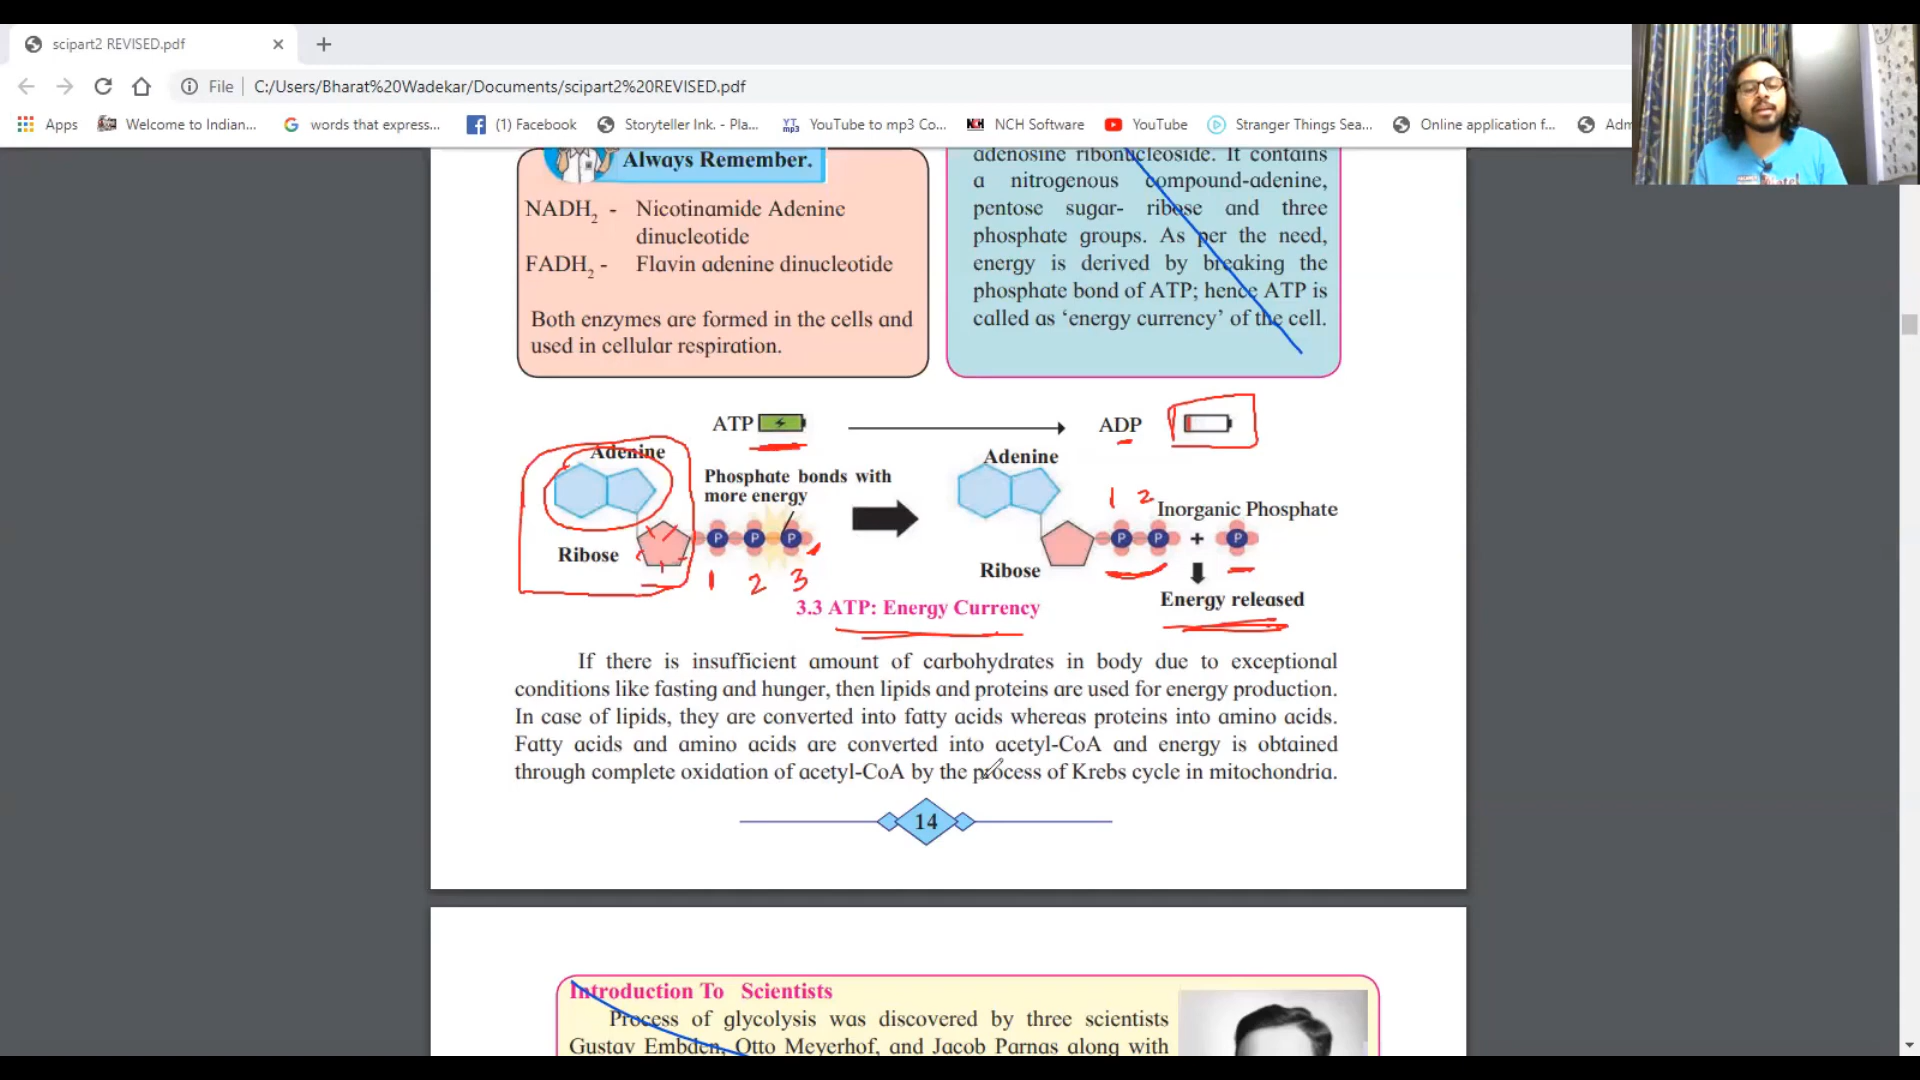 scipart2 REVISED.pdf
File C:/Users/Bharat%20Wadekar/Documents/scipart2%20REVISED.pdf
Apps Welcome to Indian... words that express... (1) Facebook Storyteller Ink. - Pla... YouTube to mp3 Co... NCH Software YouTube Stranger Things Sea... Online application f... Adm
Always Remember.
NADH₂ - Nicotinamide Adenine
dinucleotide
FADH₂ - Flavin adenine dinucleotide
Both enzymes are formed in the cells and
used in cellular respiration.
adenosine ribonucleoside. It contains
a nitrogenous compound-adenine,
pentose sugar- ribose and three
phosphate groups. As per the need,
energy is derived by breaking the
phosphate bond of ATP; hence ATP is
called as ‘energy currency’ of the cell.
ATP
ADP
Adenine
Phosphate bonds with
more energy
Ribose
P P P
1 2 3
Adenine
1 2
Inorganic Phosphate
P P + P
Ribose
Energy released
3.3 ATP: Energy Currency
If there is insufficient amount of carbohydrates in body due to exceptional
conditions like fasting and hunger, then lipids and proteins are used for energy production.
In case of lipids, they are converted into fatty acids whereas proteins into amino acids.
Fatty acids and amino acids are converted into acetyl-CoA and energy is obtained
through complete oxidation of acetyl-CoA by the process of Krebs cycle in mitochondria.
14
Introduction To Scientists
Process of glycolysis was discovered by three scientists
Gustav Embden, Otto Meyerhof, and Jacob Parnas along with